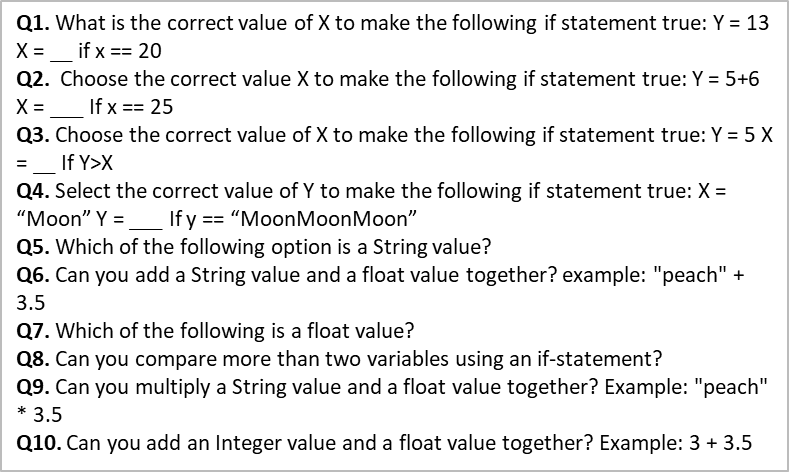 Q1. What is the correct value of X to make the following if statement true: Y = 13
X = __ if x == 20
Q2. Choose the correct value X to make the following if statement true: Y = 5+6
X = ___ If x == 25
Q3. Choose the correct value of X to make the following if statement true: Y = 5 X
= __ If Y>X
Q4. Select the correct value of Y to make the following if statement true: X =
“Moon” Y = ___ If y == “MoonMoonMoon”
Q5. Which of the following option is a String value?
Q6. Can you add a String value and a float value together? example: "peach" +
3.5
Q7. Which of the following is a float value?
Q8. Can you compare more than two variables using an if-statement?
Q9. Can you multiply a String value and a float value together? Example: "peach"
* 3.5
Q10. Can you add an Integer value and a float value together? Example: 3 + 3.5